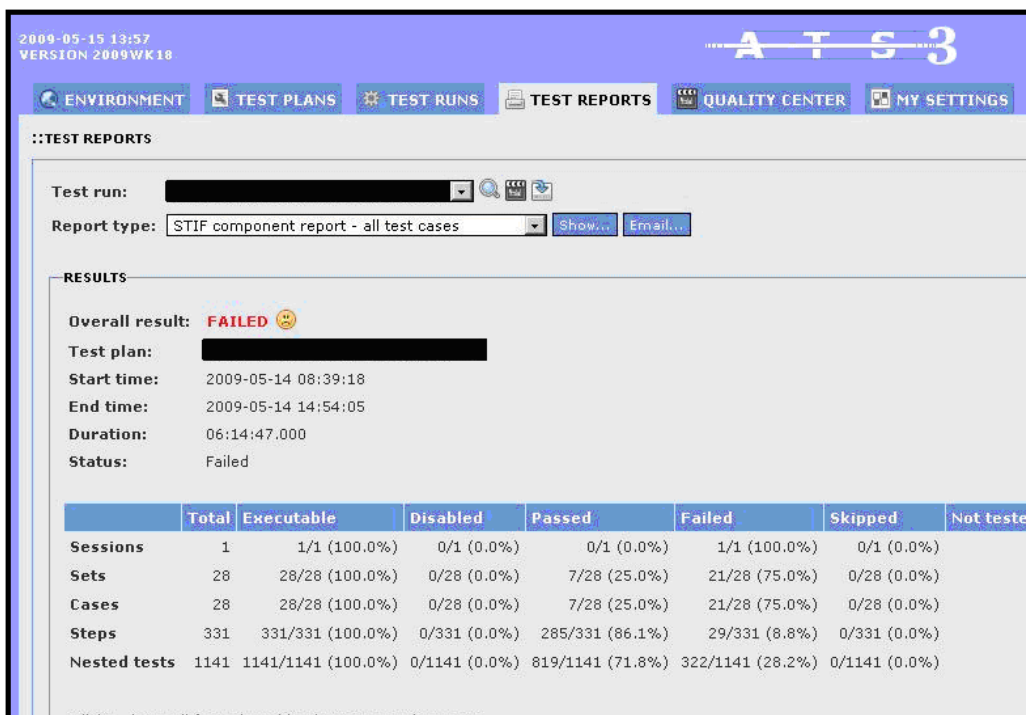 2009-05-15 13:57
VERSION 2009WK18
ATS3
ENVIRONMENT TEST PLANS TEST RUNS TEST REPORTS QUALITY CENTER MY SETTINGS
::TEST REPORTS
Test run:
Report type: STIF component report - all test cases Show... Email...
RESULTS
Overall result: FAILED
Test plan:
Start time: 2009-05-14 08:39:18
End time: 2009-05-14 14:54:05
Duration: 06:14:47.000
Status: Failed
Total Executable Disabled Passed Failed Skipped Not teste
Sessions 1 1/1 (100.0%) 0/1 (0.0%) 0/1 (0.0%) 1/1 (100.0%) 0/1 (0.0%)
Sets 28 28/28 (100.0%) 0/28 (0.0%) 7/28 (25.0%) 21/28 (75.0%) 0/28 (0.0%)
Cases 28 28/28 (100.0%) 0/28 (0.0%) 7/28 (25.0%) 21/28 (75.0%) 0/28 (0.0%)
Steps 331 331/331 (100.0%) 0/331 (0.0%) 285/331 (86.1%) 29/331 (8.8%) 0/331 (0.0%)
Nested tests 1141 1141/1141 (100.0%) 0/1141 (0.0%) 819/1141 (71.8%) 322/1141 (28.2%) 0/1141 (0.0%)